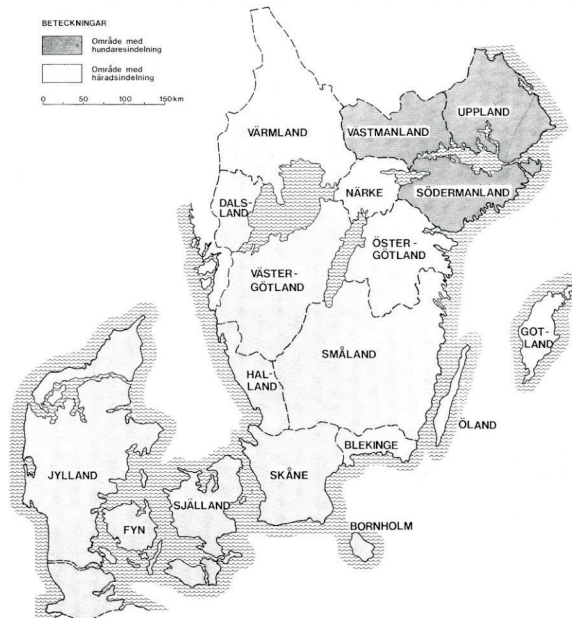 BETECKNINGAR
Område med
hundaresindelning
Område med
häradsindelning
0 50 100 150 km
VÄRMLAND
VÄSTMANLAND
UPPLAND
DALS-
LAND
NÄRKE
SÖDERMANLAND
VÄSTER-
GÖTLAND
ÖSTER-
GÖTLAND
GOT-
LAND
SMÅLAND
HAL-
LAND
ÖLAND
BLEKINGE
SKÅNE
JYLLAND
SJÄLLAND
FYN
BORNHOLM